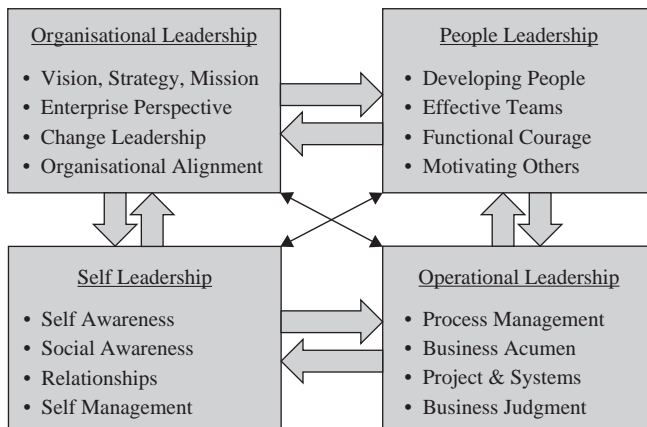 Organisational Leadership
• Vision, Strategy, Mission
• Enterprise Perspective
• Change Leadership
• Organisational Alignment
People Leadership
• Developing People
• Effective Teams
• Functional Courage
• Motivating Others
Self Leadership
• Self Awareness
• Social Awareness
• Relationships
• Self Management
Operational Leadership
• Process Management
• Business Acumen
• Project & Systems
• Business Judgment